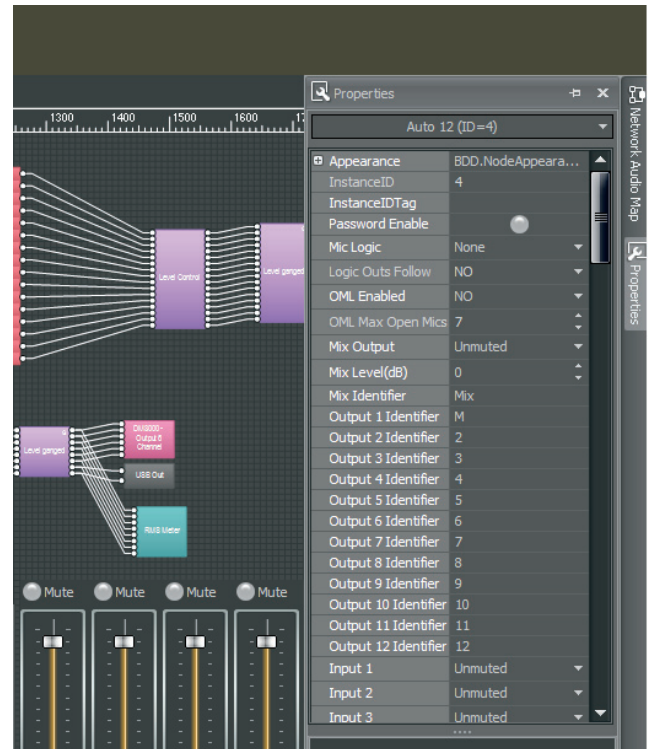 Properties
Auto 12 (ID=4)
Appearance BDD.NodeAppeara...
InstanceID 4
InstanceIDTag
Password Enable
Mic Logic None
Logic Outs Follow NO
OML Enabled NO
OML Max Open Mics 7
Mix Output Unmuted
Mix Level(dB) 0
Mix Identifier Mix
Output 1 Identifier M
Output 2 Identifier 2
Output 3 Identifier 3
Output 4 Identifier 4
Output 5 Identifier 5
Output 6 Identifier 6
Output 7 Identifier 7
Output 8 Identifier 8
Output 9 Identifier 9
Output 10 Identifier 10
Output 11 Identifier 11
Output 12 Identifier 12
Input 1 Unmuted
Input 2 Unmuted
Input 3 Unmuted
Network Audio Map
Properties
1300 1400 1500 1600
Level Control
Level ganged
Level ganged
Output 6
Channel
USB Out
RMS Meter
Mute Mute Mute Mute